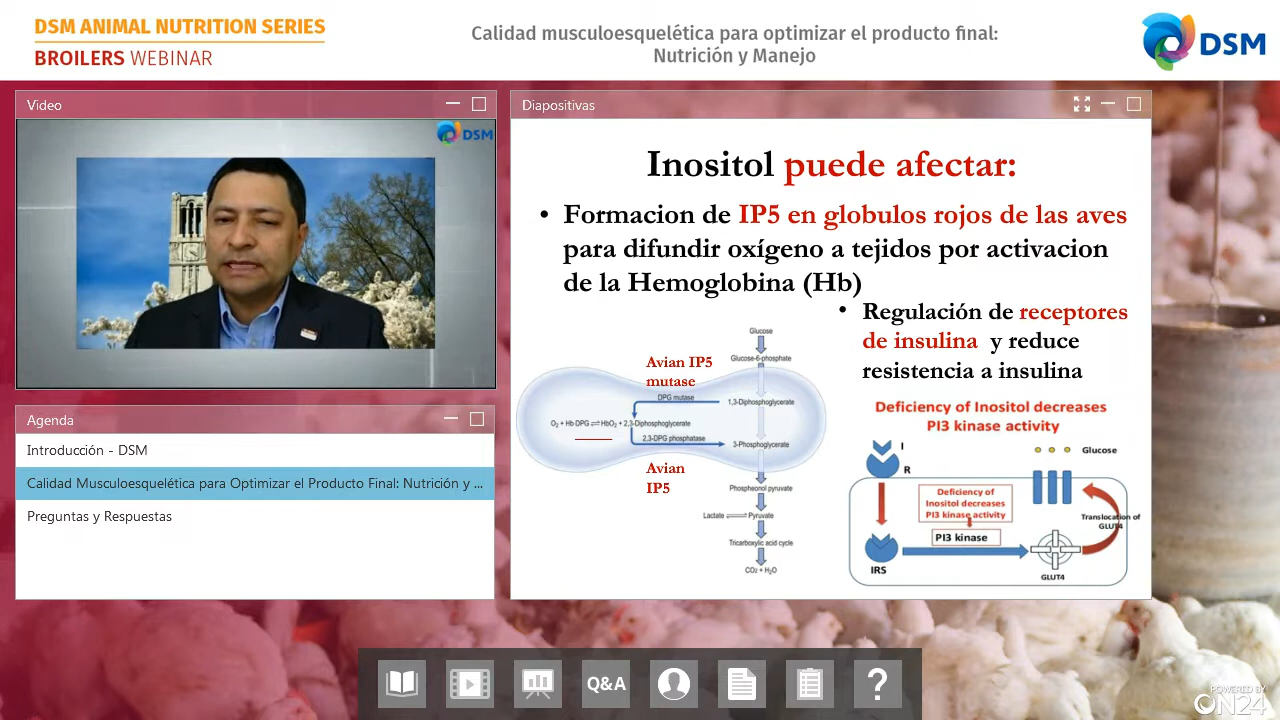 DSM ANIMAL NUTRITION SERIES
BROILERS WEBINAR
Calidad musculoesquelética para optimizar el producto final:
Nutrición y Manejo
DSM
Video
DSM
Agenda
Introducción - DSM
Calidad Musculoesquelética para Optimizar el Producto Final: Nutrición y ...
Preguntas y Respuestas
Diapositivas
Inositol puede afectar:
• Formacion de IP5 en globulos rojos de las aves
para difundir oxígeno a tejidos por activacion
de la Hemoglobina (Hb)
• Regulación de receptores
de insulina y reduce
resistencia a insulina
Glucose
Glucose-6-phosphate
Avian IP5
mutase
DPG mutase
1,3-Diphosphoglycerate
O₂ + Hb·DPG ⇌ HbO₂ + 2,3-Diphosphoglycerate
2,3-DPG phosphatase
3-Phosphoglycerate
Avian
IP5
Phosphenol pyruvate
Lactate ⇌ Pyruvate
Tricarboxylic acid cycle
CO₂ + H₂O
Deficiency of Inositol decreases
PI3 kinase activity
I
R
Glucose
Deficiency of
Inositol decreases
PI3 kinase activity
PI3 kinase
Translocation of
GLUT4
IRS
GLUT4
Q&A
?
POWERED BY
ON24